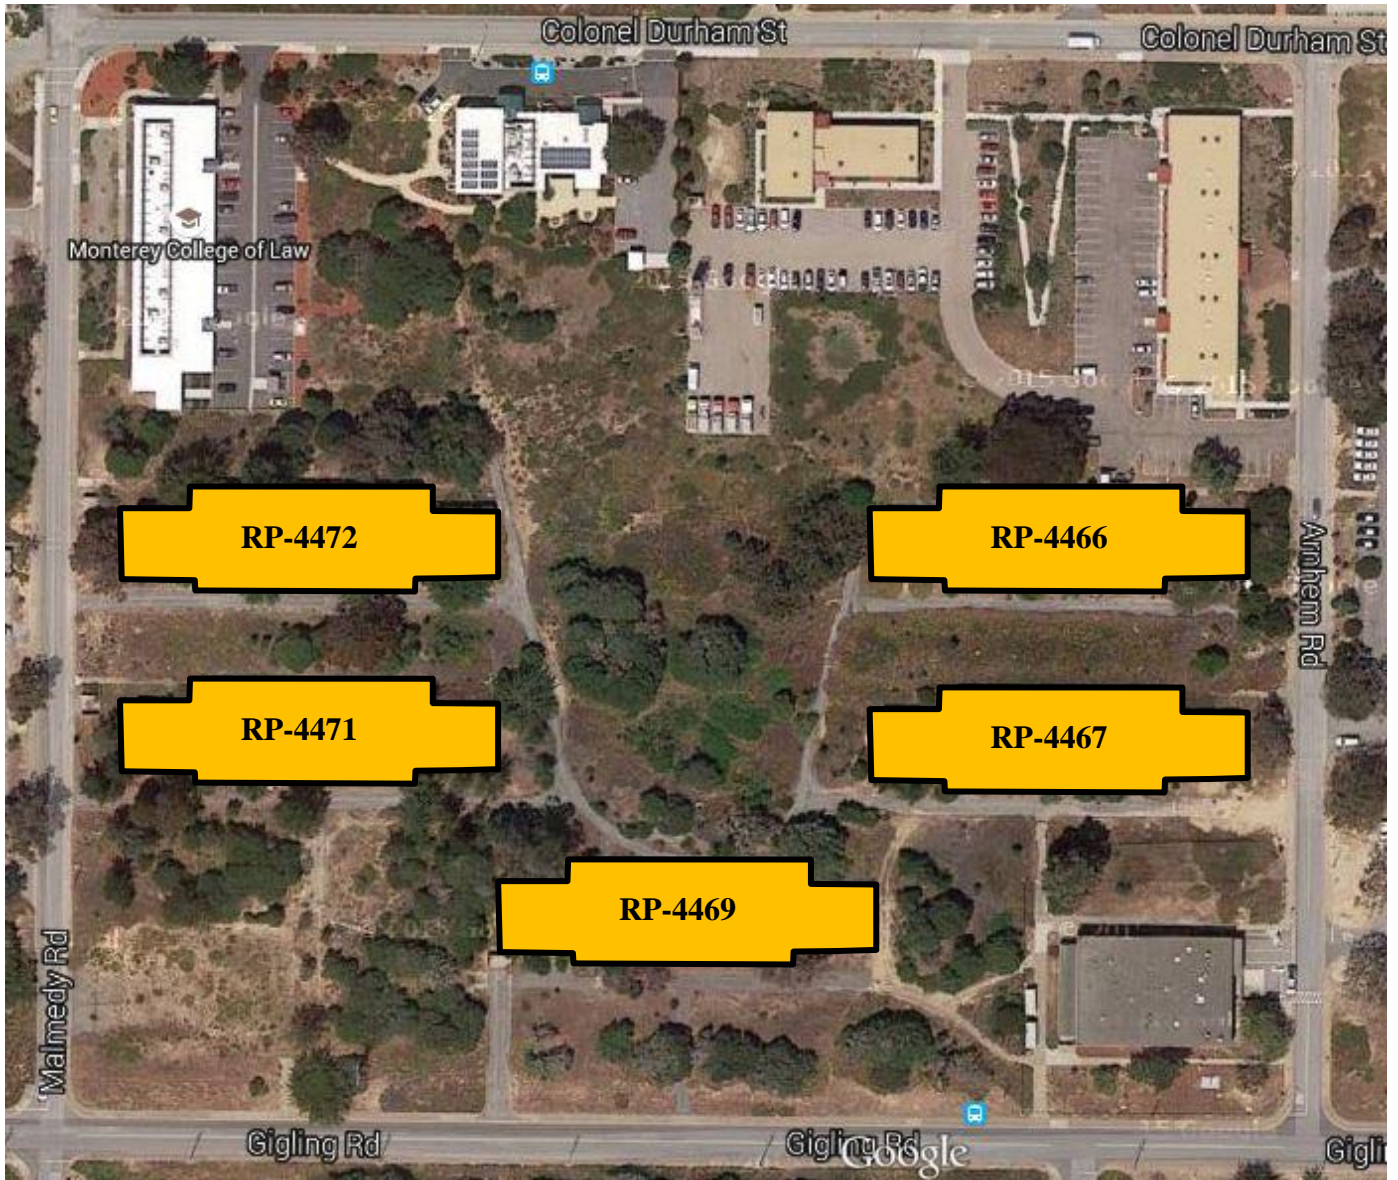 Colonel Durham St
Colonel Durham St
Monterey College of Law
RP-4472
RP-4466
Arnhem Rd
RP-4471
RP-4467
RP-4469
Malmedy Rd
Gigling Rd
Gigling Rd
Google
Gigli